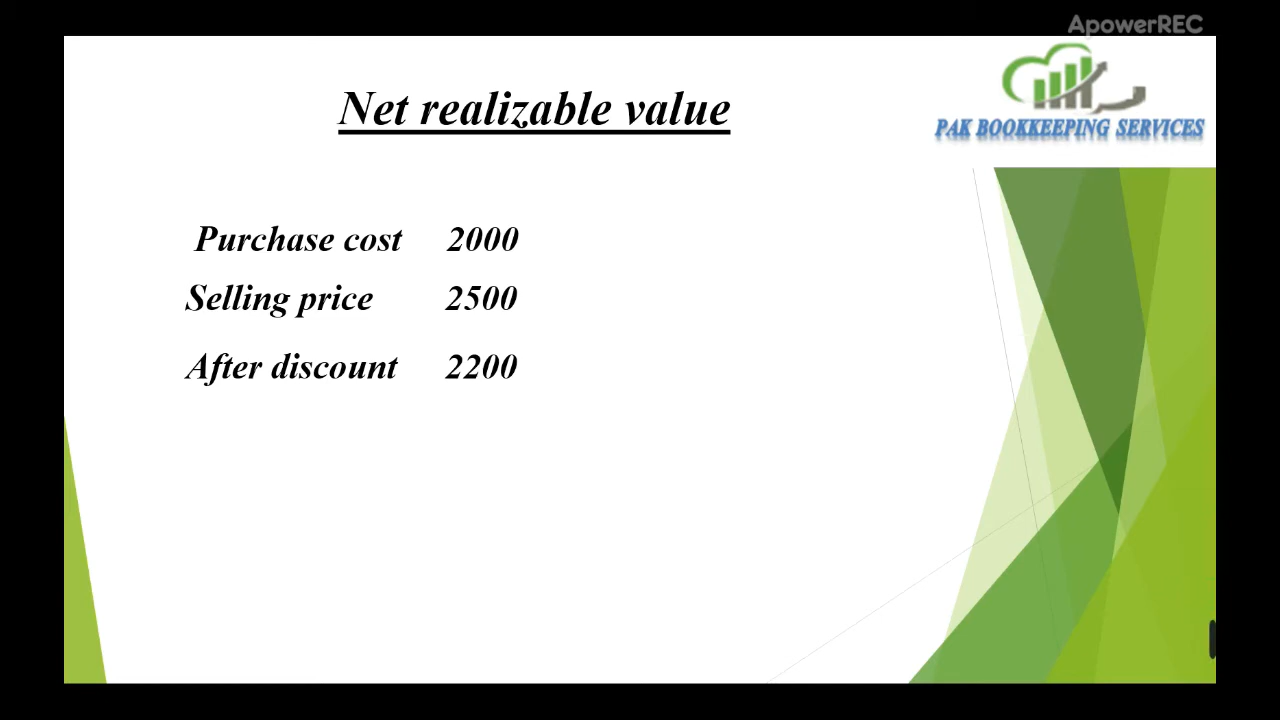 ApowerREC
Net realizable value
PAK BOOKKEEPING SERVICES
Purchase cost 2000
Selling price 2500
After discount 2200